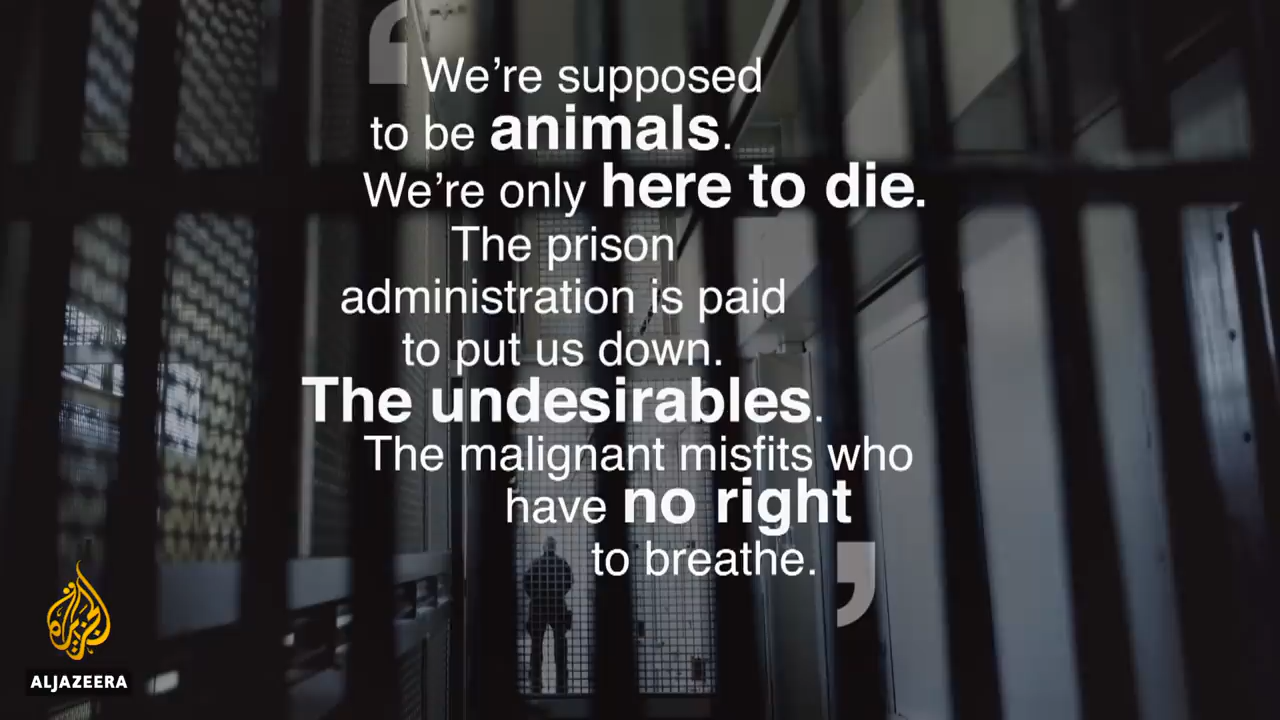 ‘
We’re supposed
to be animals.
We’re only here to die.
The prison
administration is paid
to put us down.
The undesirables.
The malignant misfits who
have no right
to breathe.
’
الجزيرة
ALJAZEERA